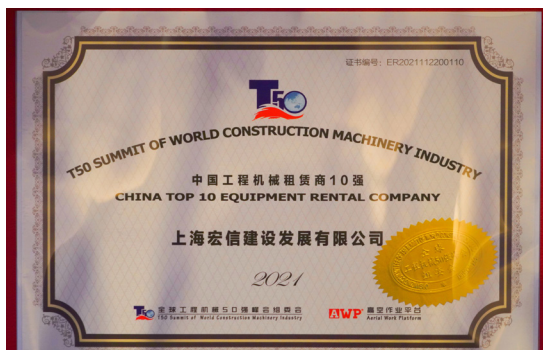 证书编号：ER2021112200110
T50
T50 SUMMIT OF WORLD CONSTRUCTION MACHINERY INDUSTRY
中国工程机械租赁商10强
CHINA TOP 10 EQUIPMENT RENTAL COMPANY
上海宏信建设发展有限公司
2021
T50 全球工程机械50强峰会组委会
T50 Summit of World Construction Machinery Industry
AWP 高空作业平台
Aerial Work Platform